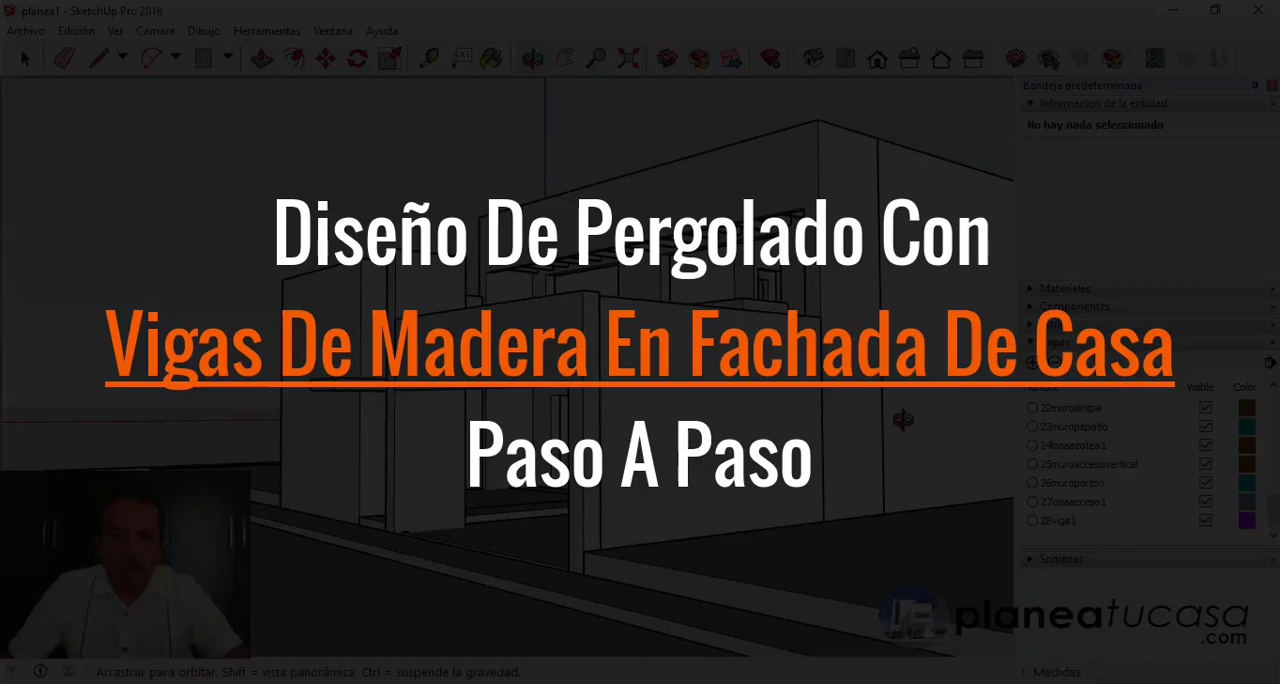 planea1 - SketchUp Pro 2018
Archivo Edición Ver Cámara Dibujo Herramientas Ventana Ayuda
Bandeja predeterminada
Informacion de la entidad
No hay nada seleccionado
Diseño De Pergolado Con
Vigas De Madera En Fachada De Casa
Paso A Paso
Materiales
Componentes
Visible Color
22murosintpa
23muropapatio
24losaazotea1
25muroaccesovertical
26muroporton
27losaacceso1
28viga1
Sombras
planeatucasa
.com
Arrastrar para orbitar. Shift = vista panorámica, Ctrl = suspende la gravedad.
Medidas